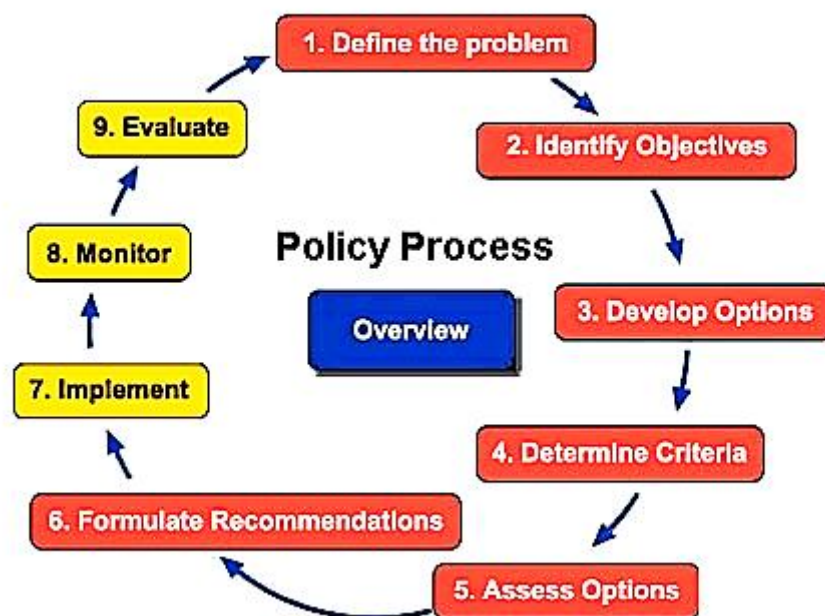 1. Define the problem
2. Identify Objectives
3. Develop Options
4. Determine Criteria
5. Assess Options
6. Formulate Recommendations
7. Implement
8. Monitor
9. Evaluate
Policy Process
Overview